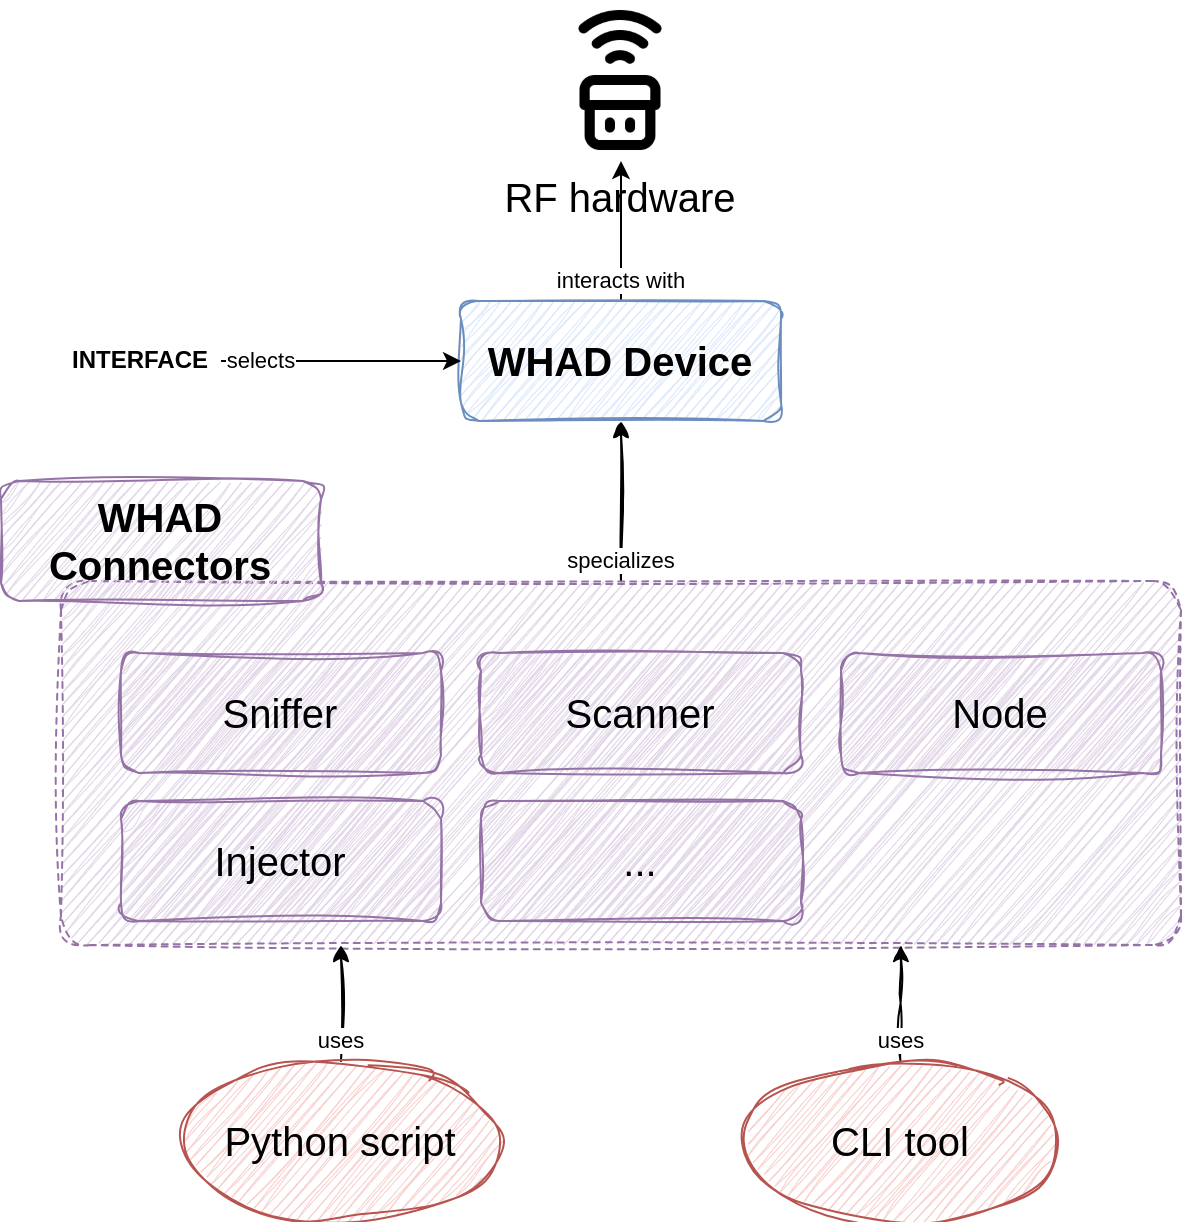 RF hardware
interacts with
INTERFACE
selects
WHAD Device
WHAD
Connectors
specializes
Sniffer
Scanner
Node
Injector
...
uses
uses
Python script
CLI tool